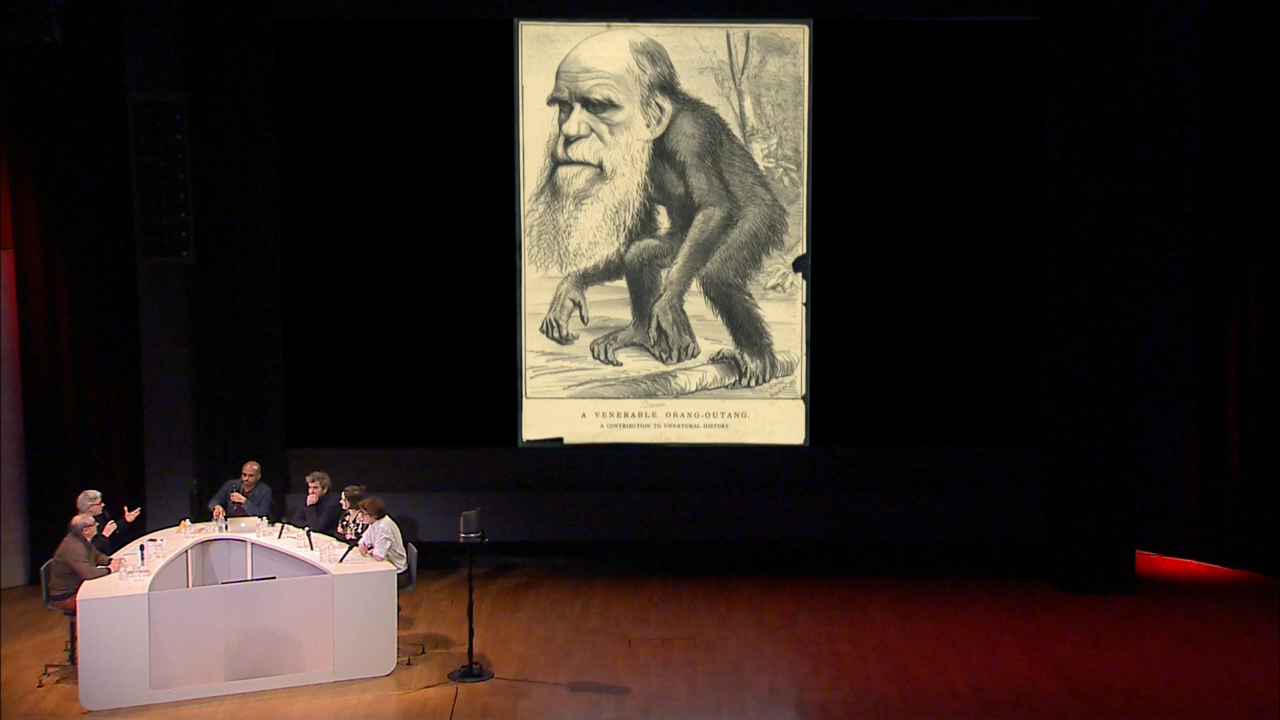 A VENERABLE ORANG-OUTANG.
A CONTRIBUTION TO UNNATURAL HISTORY.